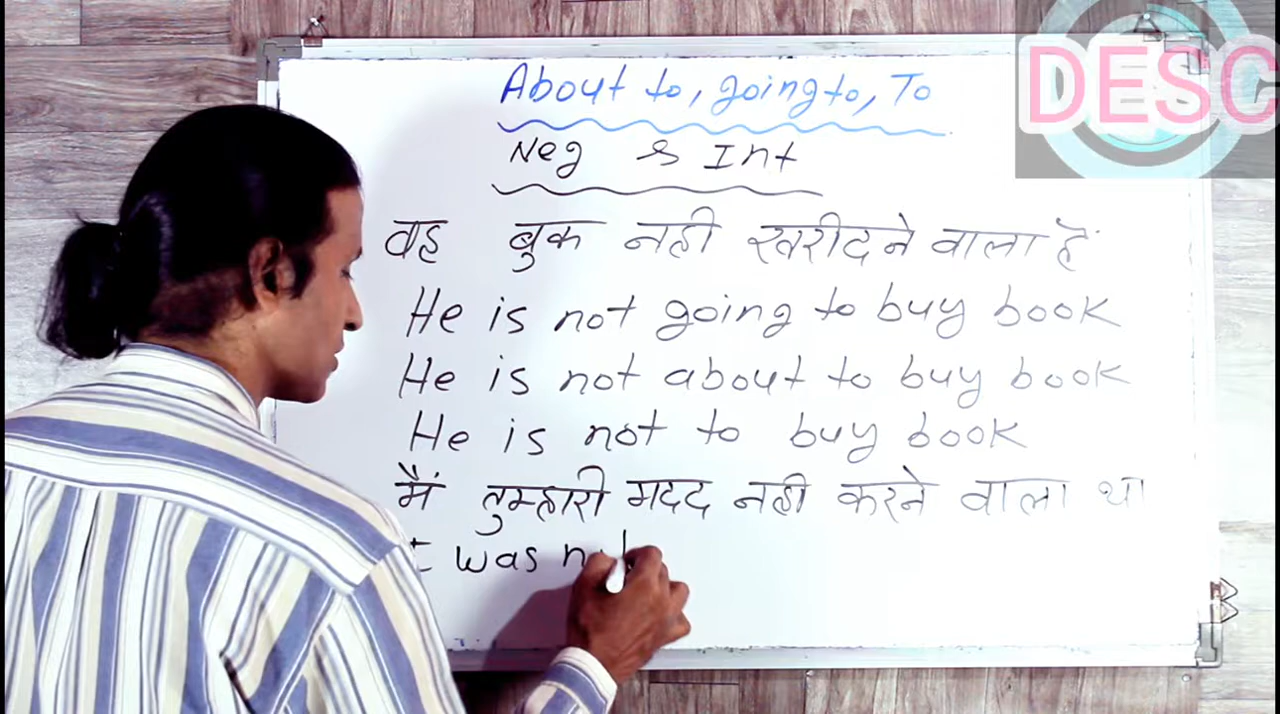 DESC
About to, going to, To
Neg & Int
वह बुक नही खरीदने वाला हैं
He is not going to buy book
He is not about to buy book
He is not to buy book
मैं तुम्हारी मदद नही करने वाला था
I was not